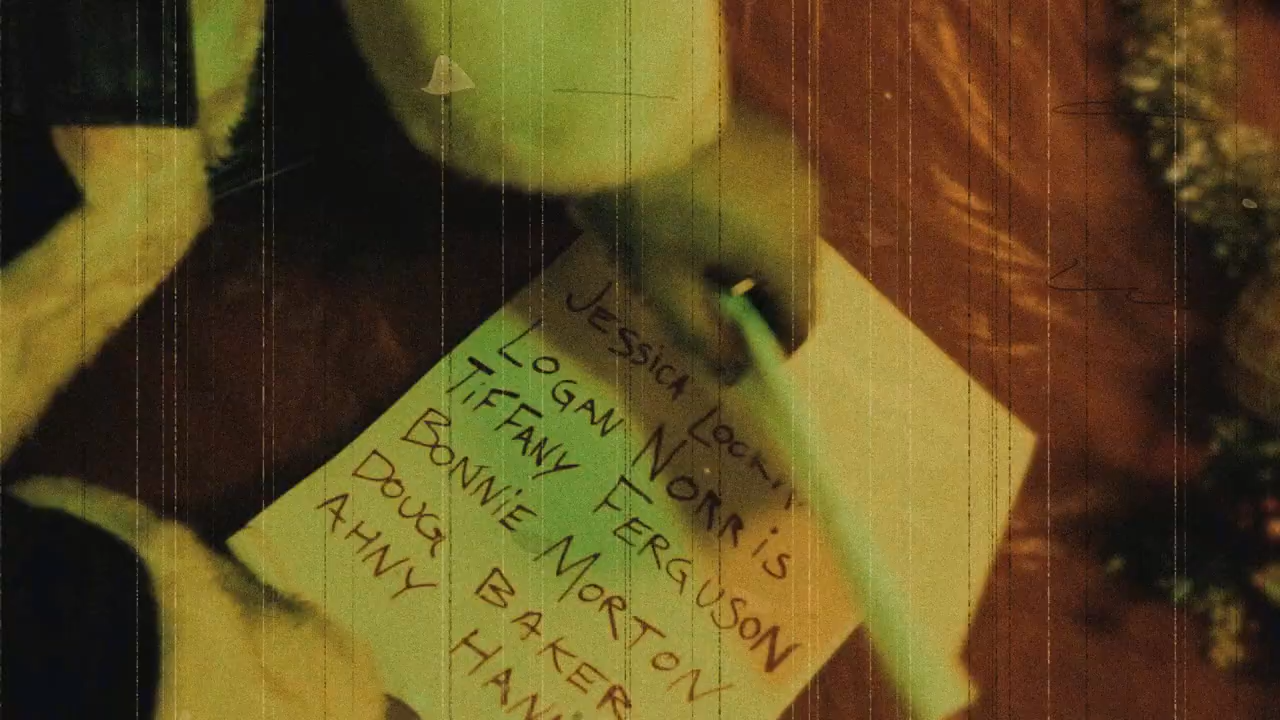 JESSICA
LOGAN NORRIS
TIFFANY FERGUSON
BONNIE MORTON
DOUG BAKER
AHNY